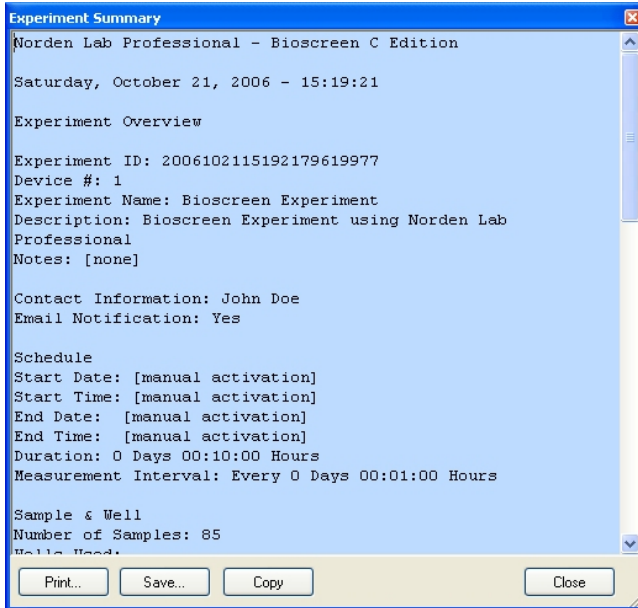 Experiment Summary
Norden Lab Professional - Bioscreen C Edition
Saturday, October 21, 2006 - 15:19:21
Experiment Overview
Experiment ID: 2006102115192179619977
Device #: 1
Experiment Name: Bioscreen Experiment
Description: Bioscreen Experiment using Norden Lab
Professional
Notes: [none]
Contact Information: John Doe
Email Notification: Yes
Schedule
Start Date: [manual activation]
Start Time: [manual activation]
End Date:  [manual activation]
End Time:  [manual activation]
Duration: 0 Days 00:10:00 Hours
Measurement Interval: Every 0 Days 00:01:00 Hours
Sample & Well
Number of Samples: 85
Wells Used:
Print... Save... Copy Close